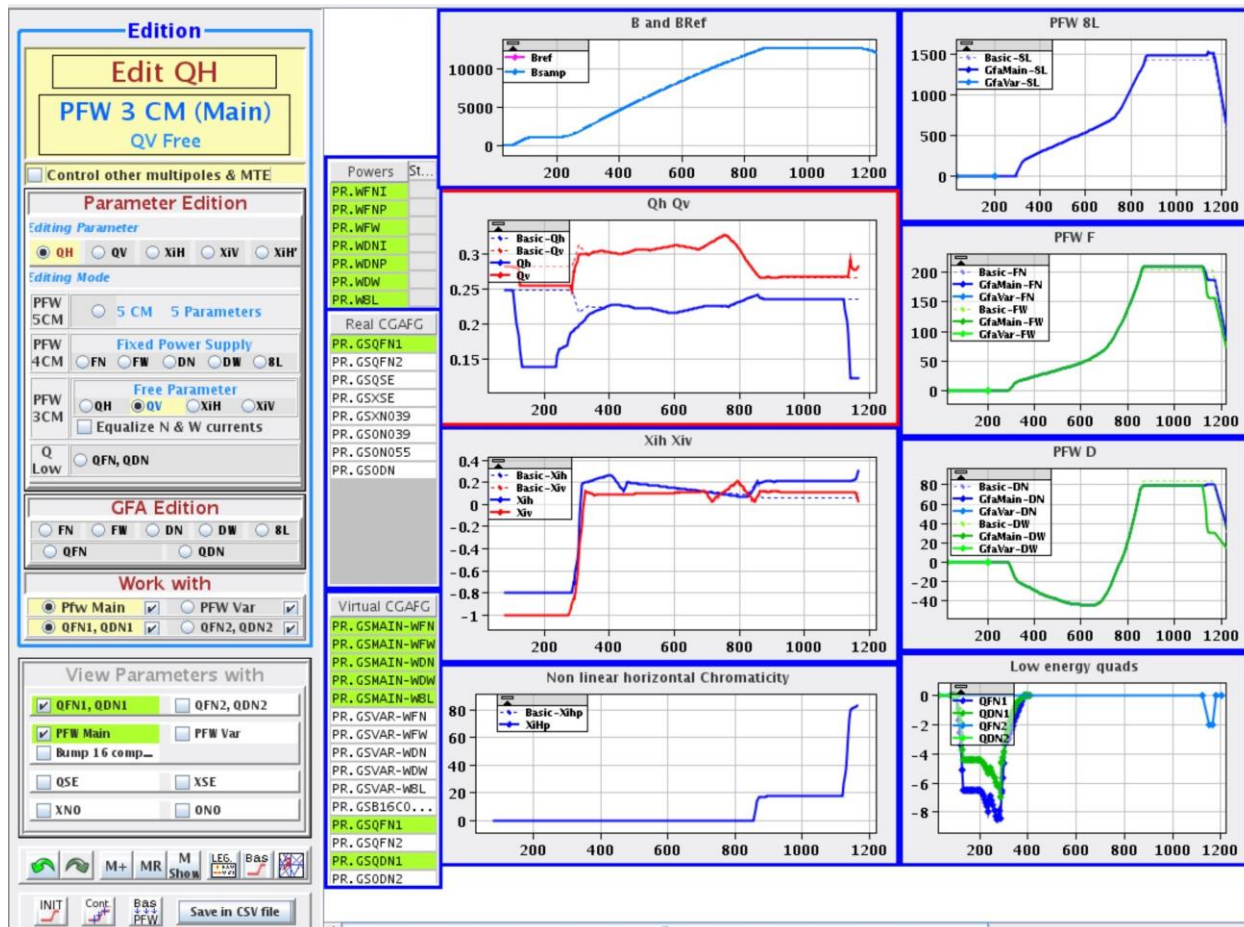 Edition
Edit QH
PFW 3 CM (Main)
QV Free
Control other multipoles & MTE
Parameter Edition
Editing Parameter
QH QV XiH XiV XiH'
Editing Mode
PFW 5CM
5 CM 5 Parameters
PFW 4CM
Fixed Power Supply
FN FW DN DW 8L
PFW 3CM
Free Parameter
QH QV XiH XiV
Equalize N & W currents
Q Low
QFN, QDN
GFA Edition
FN FW DN DW 8L
QFN QDN
Work with
Pfw Main PFW Var
QFN1, QDN1 QFN2, QDN2
View Parameters with
QFN1, QDN1 QFN2, QDN2
PFW Main PFW Var
Bump 16 comp...
QSE XSE
XNO ONO
M+ MR M Show LEG. Bas
INIT Cont. Bas PFW Save in CSV file
Powers St...
PR.WFNI
PR.WFNP
PR.WFW
PR.WDNI
PR.WDNP
PR.WDW
PR.W8L
Real CGAFG
PR.GSQFN1
PR.GSQFN2
PR.GSQSE
PR.GSXSE
PR.GSXNO39
PR.GSONO39
PR.GSONO55
PR.GSODN
Virtual CGAFG
PR.GSMAIN-WFN
PR.GSMAIN-WFW
PR.GSMAIN-WDN
PR.GSMAIN-WDW
PR.GSMAIN-W8L
PR.GSVAR-WFN
PR.GSVAR-WFW
PR.GSVAR-WDN
PR.GSVAR-WDW
PR.GSVAR-W8L
PR.GSB16CO...
PR.GSQFN1
PR.GSQFN2
PR.GSQDN1
PR.GSODN2
B and BRef
Bref
Bsamp
10000
5000
0
200 400 600 800 1000 1200
Qh Qv
Basic-Qh
Basic-Qv
Qh
Qv
0.3
0.25
0.2
0.15
200 400 600 800 1000 1200
Xih Xiv
Basic-Xih
Basic-Xiv
Xih
Xiv
0.4
0.2
0
-0.2
-0.4
-0.6
-0.8
-1
200 400 600 800 1000 1200
Non linear horizontal Chromaticity
Basic-Xihp
XiHp
80
60
40
20
0
200 400 600 800 1000 1200
PFW 8L
Basic-8L
GfaMain-8L
GfaVar-8L
1500
1000
500
0
200 400 600 800 1000 1200
PFW F
Basic-FN
GfaMain-FN
GfaVar-FN
Basic-FW
GfaMain-FW
GfaVar-FW
200
150
100
50
0
200 400 600 800 1000 1200
PFW D
Basic-DN
GfaMain-DN
GfaVar-DN
Basic-DW
GfaMain-DW
GfaVar-DW
80
60
40
20
0
-20
-40
200 400 600 800 1000 1200
Low energy quads
QFN1
QDN1
QFN2
QDN2
0
-2
-4
-6
-8
200 400 600 800 1000 1200